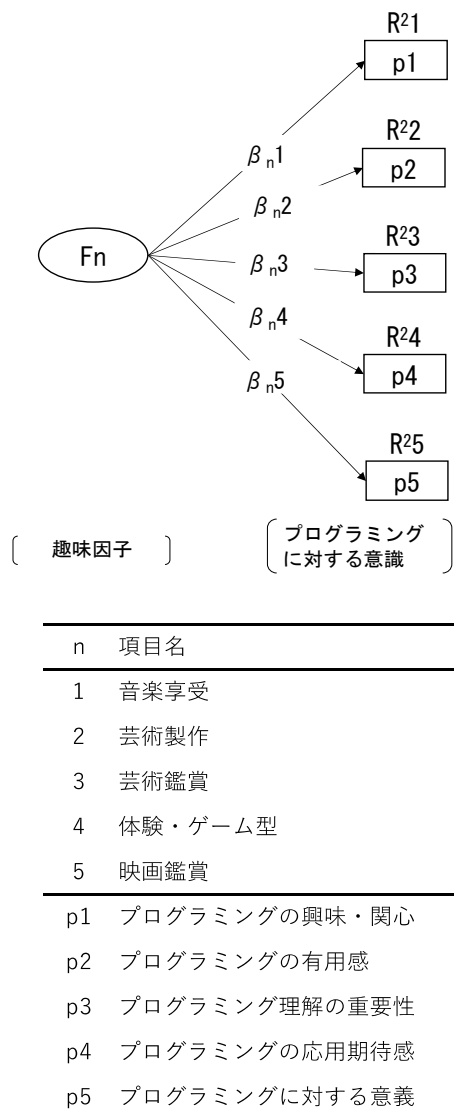 R²1
p1
R²2
p2
R²3
p3
R²4
p4
R²5
p5
Fn
βn1
βn2
βn3
βn4
βn5
〔 趣味因子 〕
〔プログラミング
に対する意識〕
n 項目名
1 音楽享受
2 芸術製作
3 芸術鑑賞
4 体験・ゲーム型
5 映画鑑賞
p1 プログラミングの興味・関心
p2 プログラミングの有用感
p3 プログラミング理解の重要性
p4 プログラミングの応用期待感
p5 プログラミングに対する意義